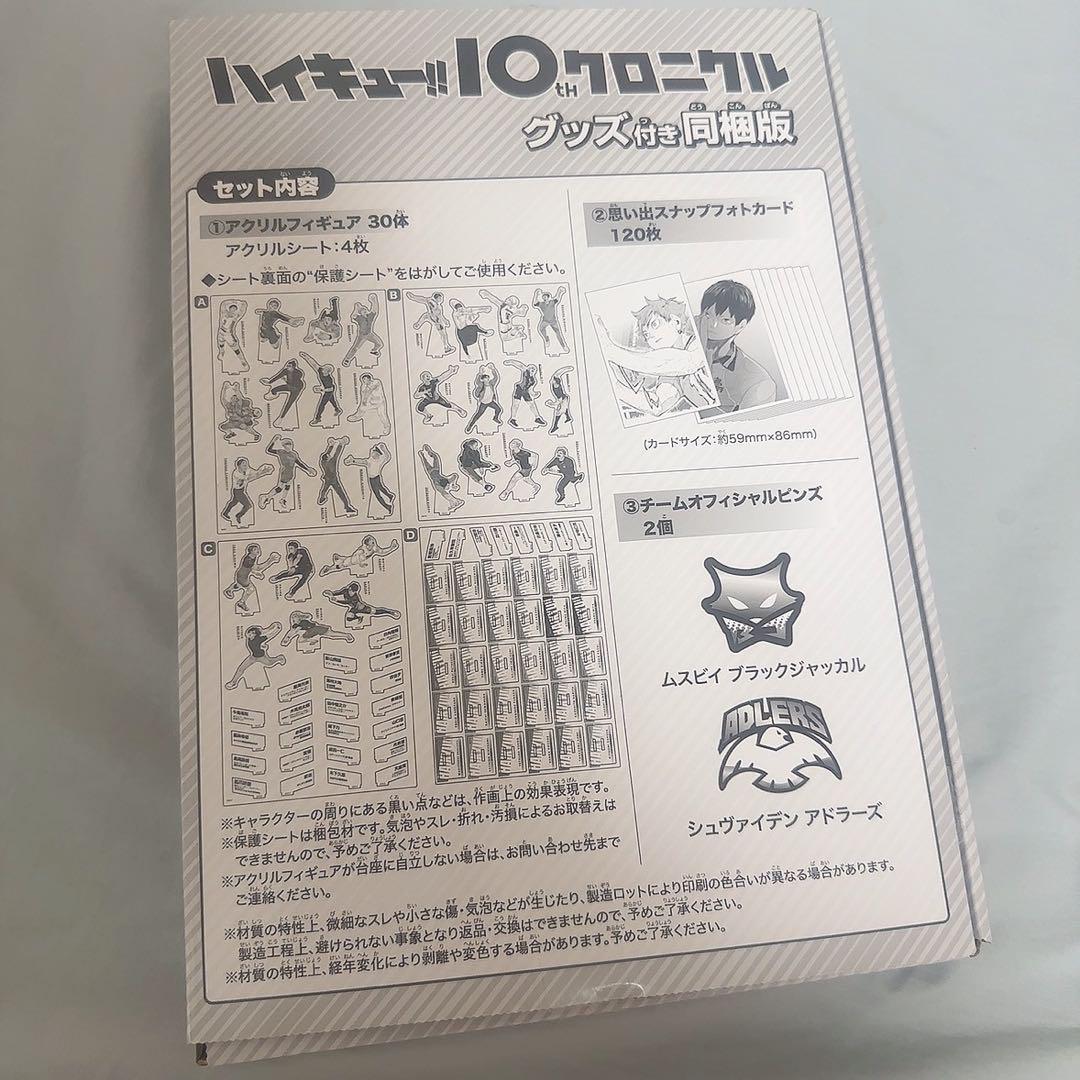 ハイキュー!! 10thクロニクル
グッズ付き同梱版
セット内容
①アクリルフィギュア 30体
アクリルシート:4枚
◆シート裏面の“保護シート”をはがしてご使用ください。
A
B
C
D
②思い出スナップフォトカード
120枚
(カードサイズ:約59mm×86mm)
③チームオフィシャルピンズ
2個
ムスビイ ブラックジャッカル
ADLERS
シュヴァイデン アドラーズ
※キャラクターの周りにある黒い点などは、作画上の効果表現です。
※保護シートは梱包材です。気泡やスレ・折れ・汚損によるお取替えは
できませんので、予めご了承ください。
※アクリルフィギュアが台座に自立しない場合は、お問い合わせ先まで
ご連絡ください。
※材質の特性上、微細なスレや小さな傷・気泡などが生じたり、製造ロットにより印刷の色合いが異なる場合があります。
製造工程上、避けられない事象となり返品・交換はできませんので、予めご了承ください。
※材質の特性上、経年変化により剥離や変色する場合があります。予めご了承ください。